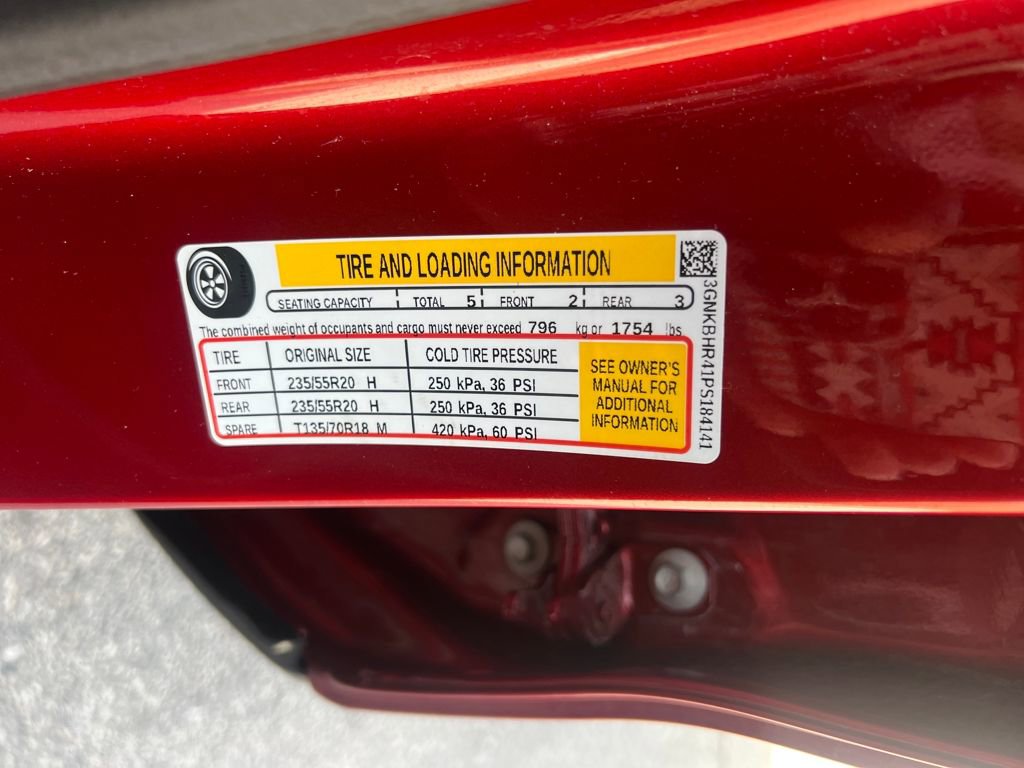 TIRE AND LOADING INFORMATION
SEATING CAPACITY TOTAL 5 FRONT 2 REAR 3
The combined weight of occupants and cargo must never exceed 796 kg or 1754 lbs
TIRE ORIGINAL SIZE COLD TIRE PRESSURE
FRONT 235/55R20 H 250 kPa, 36 PSI
REAR 235/55R20 H 250 kPa, 36 PSI
SPARE T135/70R18 M 420 kPa, 60 PSI
SEE OWNER'S
MANUAL FOR
ADDITIONAL
INFORMATION
3GNKBHR41PS184141